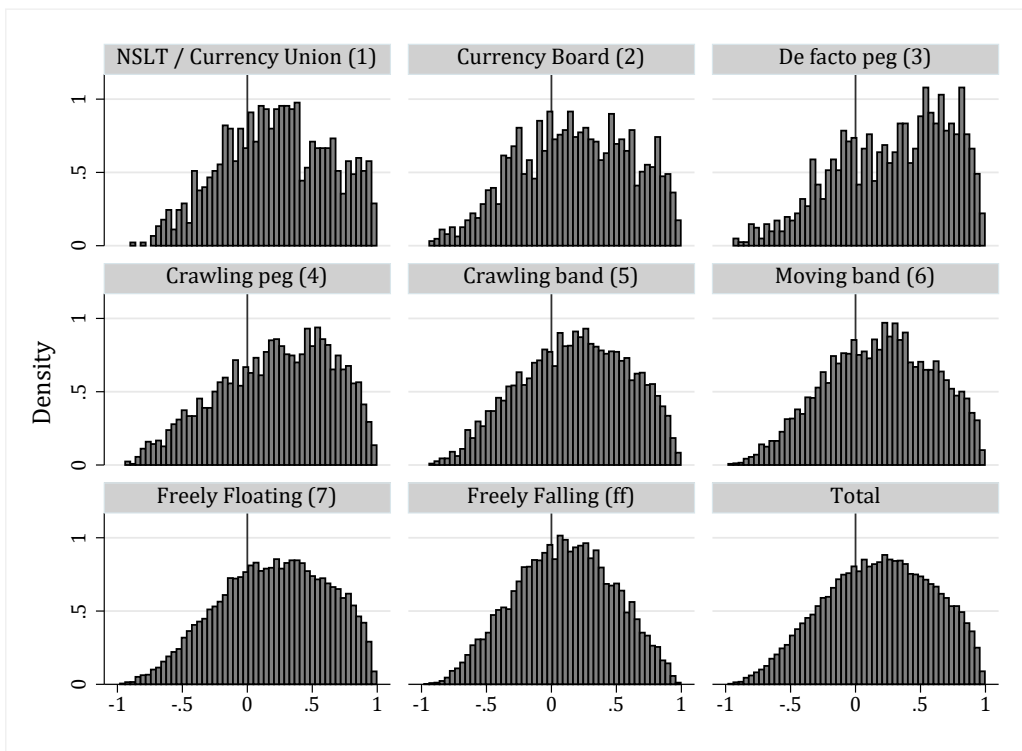 NSLT / Currency Union (1)
Currency Board (2)
De facto peg (3)
0 .5 1
Crawling peg (4)
Crawling band (5)
Moving band (6)
0 .5 1
Density
Freely Floating (7)
Freely Falling (ff)
Total
0 .5 1
-1 -.5 0 .5 1
-1 -.5 0 .5 1
-1 -.5 0 .5 1